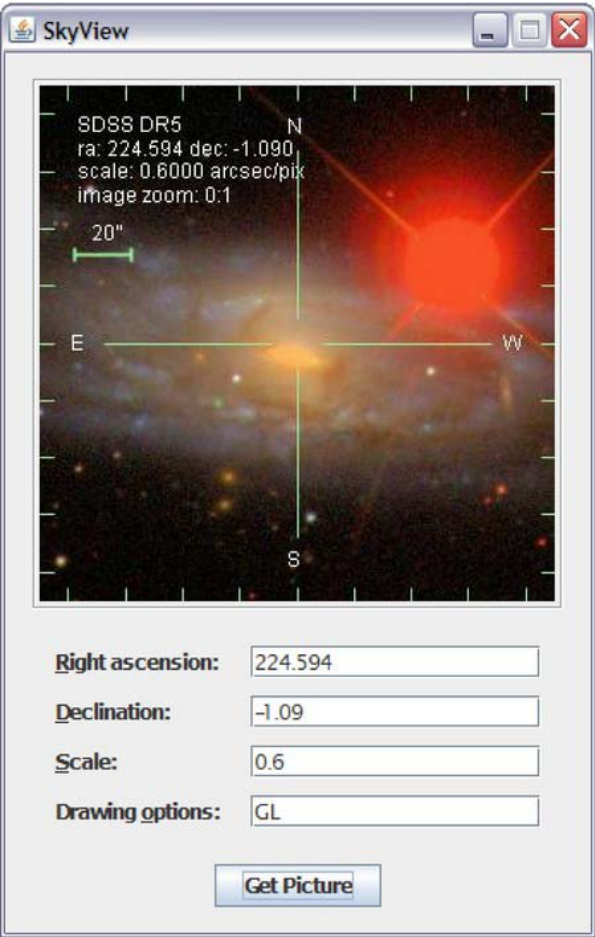 SkyView
SDSS DR5
N
ra: 224.594 dec: -1.090
scale: 0.6000 arcsec/pix
image zoom: 0:1
20"
E
W
S
Right ascension: 224.594
Declination: -1.09
Scale: 0.6
Drawing options: GL
Get Picture